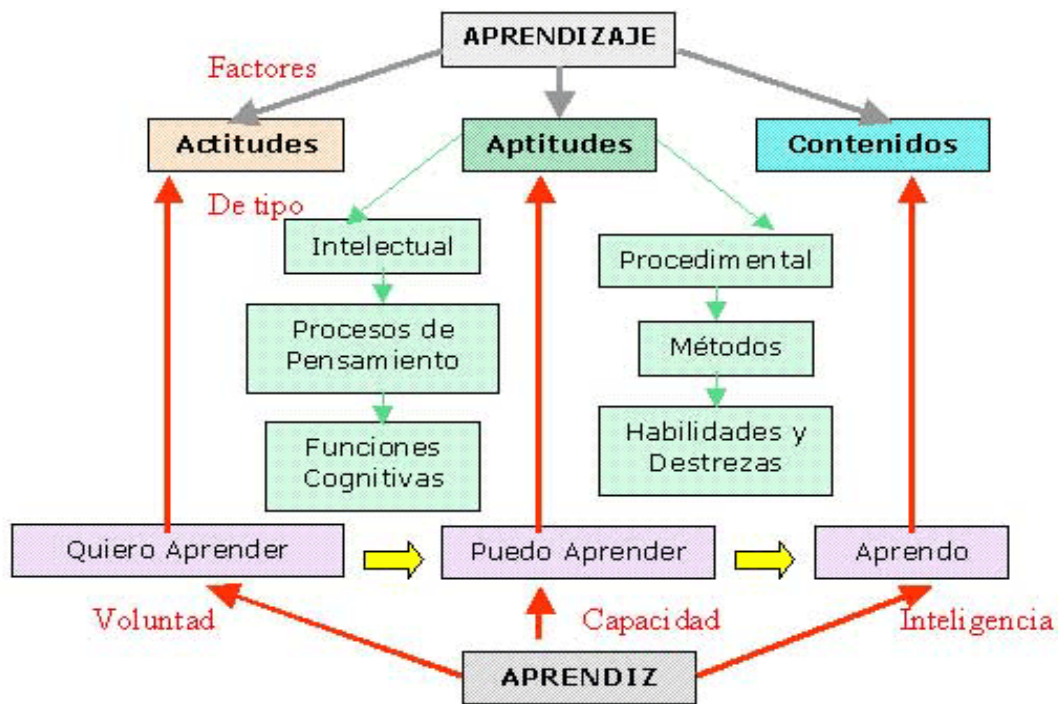 APRENDIZAJE
Factores
Actitudes
Aptitudes
Contenidos
De tipo
Intelectual
Procedimental
Procesos de
Pensamiento
Métodos
Funciones
Cognitivas
Habilidades y
Destrezas
Quiero Aprender
Puedo Aprender
Aprendo
Voluntad
Capacidad
Inteligencia
APRENDIZ